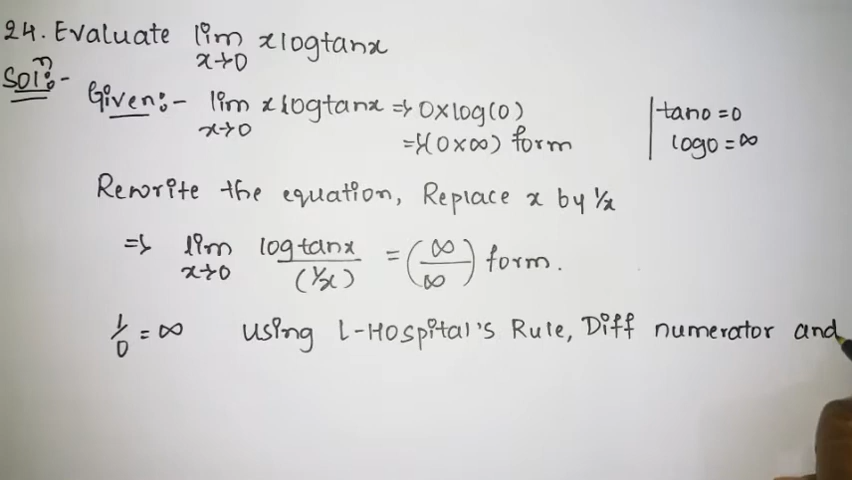 24. Evaluate lim x→0 xlogtanx
Solⁿ:-
Given:- lim x→0 xlogtanx => 0×log(0)
=> (0×∞) form
tan0=0
log0=∞
Rewrite the equation, Replace x by 1/x
=> lim x→0 logtanx/(1/x) = (∞/∞) form.
1/0 = ∞ using L-Hospital's Rule, Diff numerator and